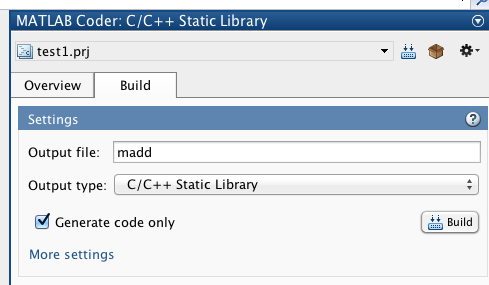 MATLAB Coder: C/C++ Static Library
test1.prj
Overview
Build
Settings
Output file: madd
Output type: C/C++ Static Library
Generate code only
Build
More settings